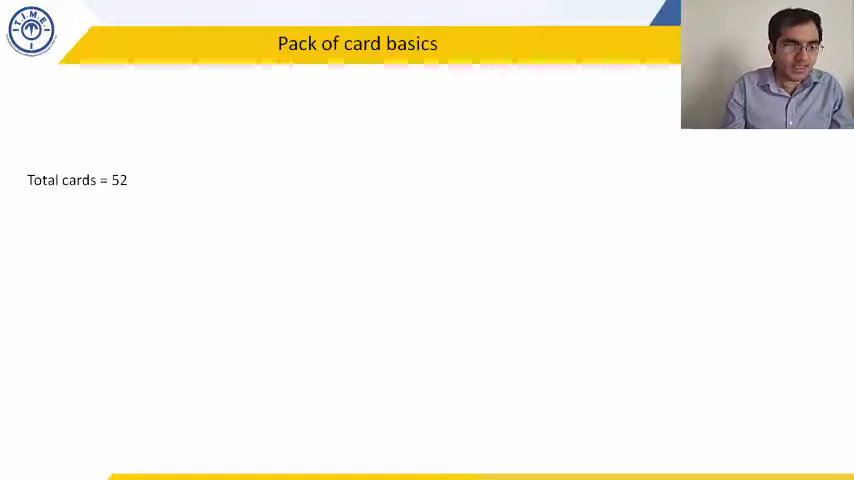 T.I.M.E.
Pack of card basics
Total cards = 52